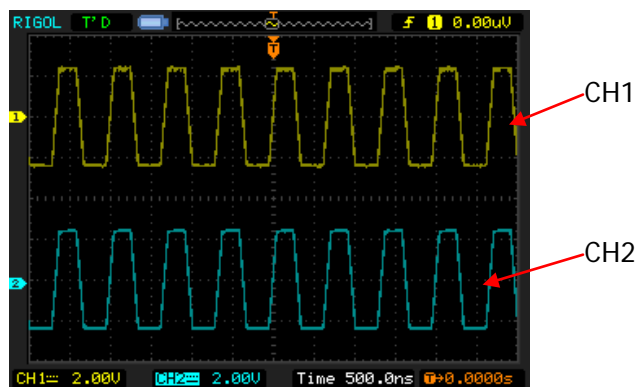 RIGOL T'D T f 1 0.00uV
T
1
CH1
CH2
2
CH1 2.00V CH2 2.00V Time 500.0ns T→0.0000s